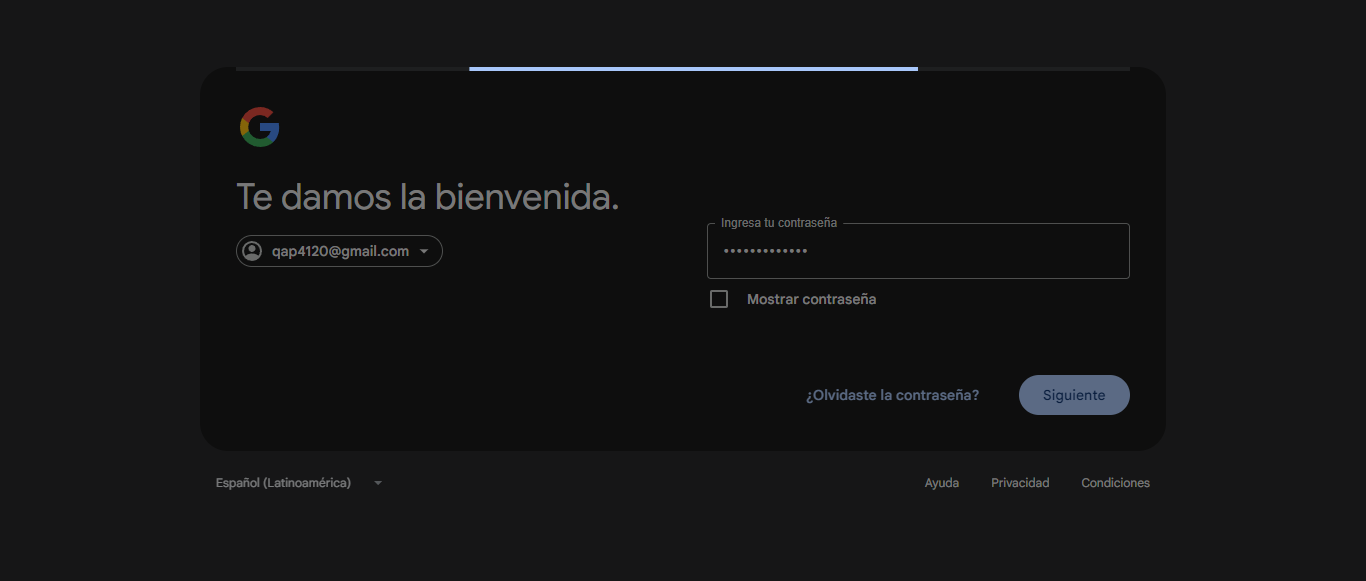 Te damos la bienvenida.
qap4120@gmail.com
Ingresa tu contraseña
•••••••••••••
Mostrar contraseña
¿Olvidaste la contraseña?
Siguiente
Español (Latinoamérica)
Ayuda
Privacidad
Condiciones